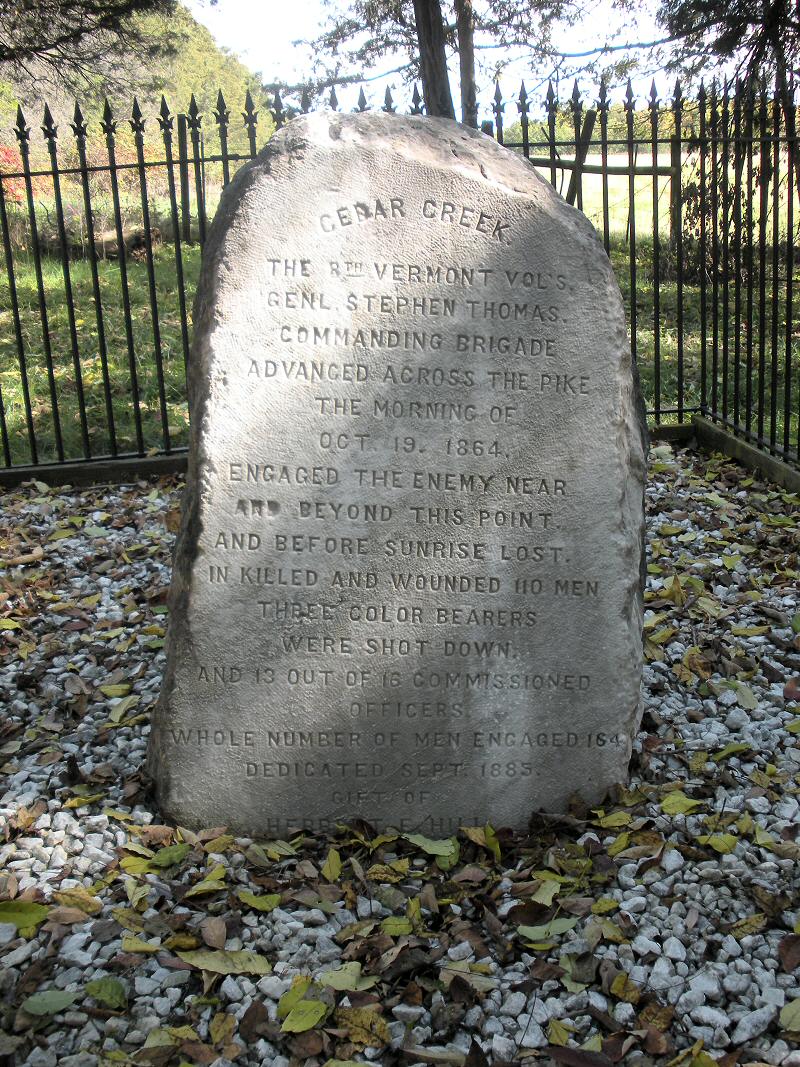 CEDAR CREEK.
THE 8TH VERMONT VOL'S,
GENL. STEPHEN THOMAS.
COMMANDING BRIGADE
ADVANCED ACROSS THE PIKE
THE MORNING OF
OCT. 19. 1864,
ENGAGED THE ENEMY NEAR
AND BEYOND THIS POINT.
AND BEFORE SUNRISE LOST.
IN KILLED AND WOUNDED 110 MEN
THREE COLOR BEARERS
WERE SHOT DOWN.
AND 13 OUT OF 16 COMMISSIONED
OFFICERS.
WHOLE NUMBER OF MEN ENGAGED 164
DEDICATED SEPT. 1885.
GIFT OF
HERBERT E HILL